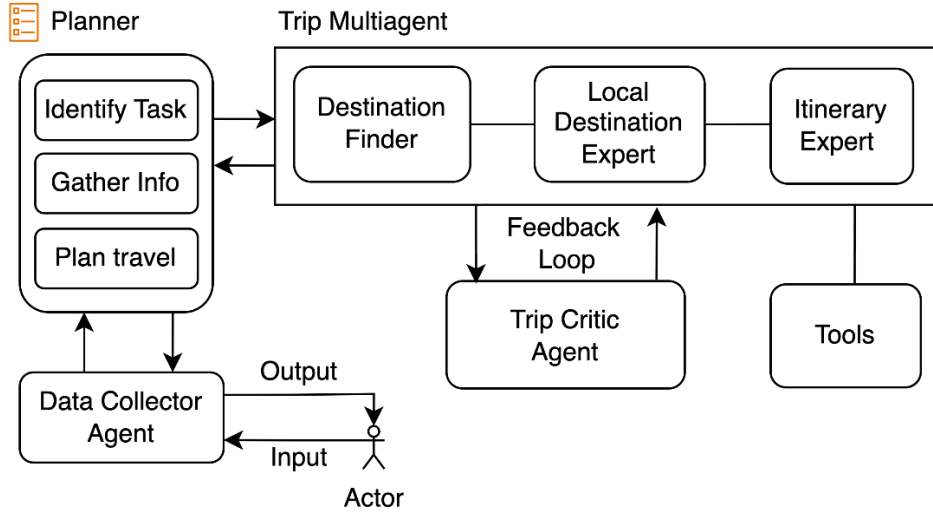 Planner
Trip Multiagent
Identify Task
Gather Info
Plan travel
Destination
Finder
Local
Destination
Expert
Itinerary
Expert
Feedback
Loop
Trip Critic
Agent
Tools
Data Collector
Agent
Output
Input
Actor